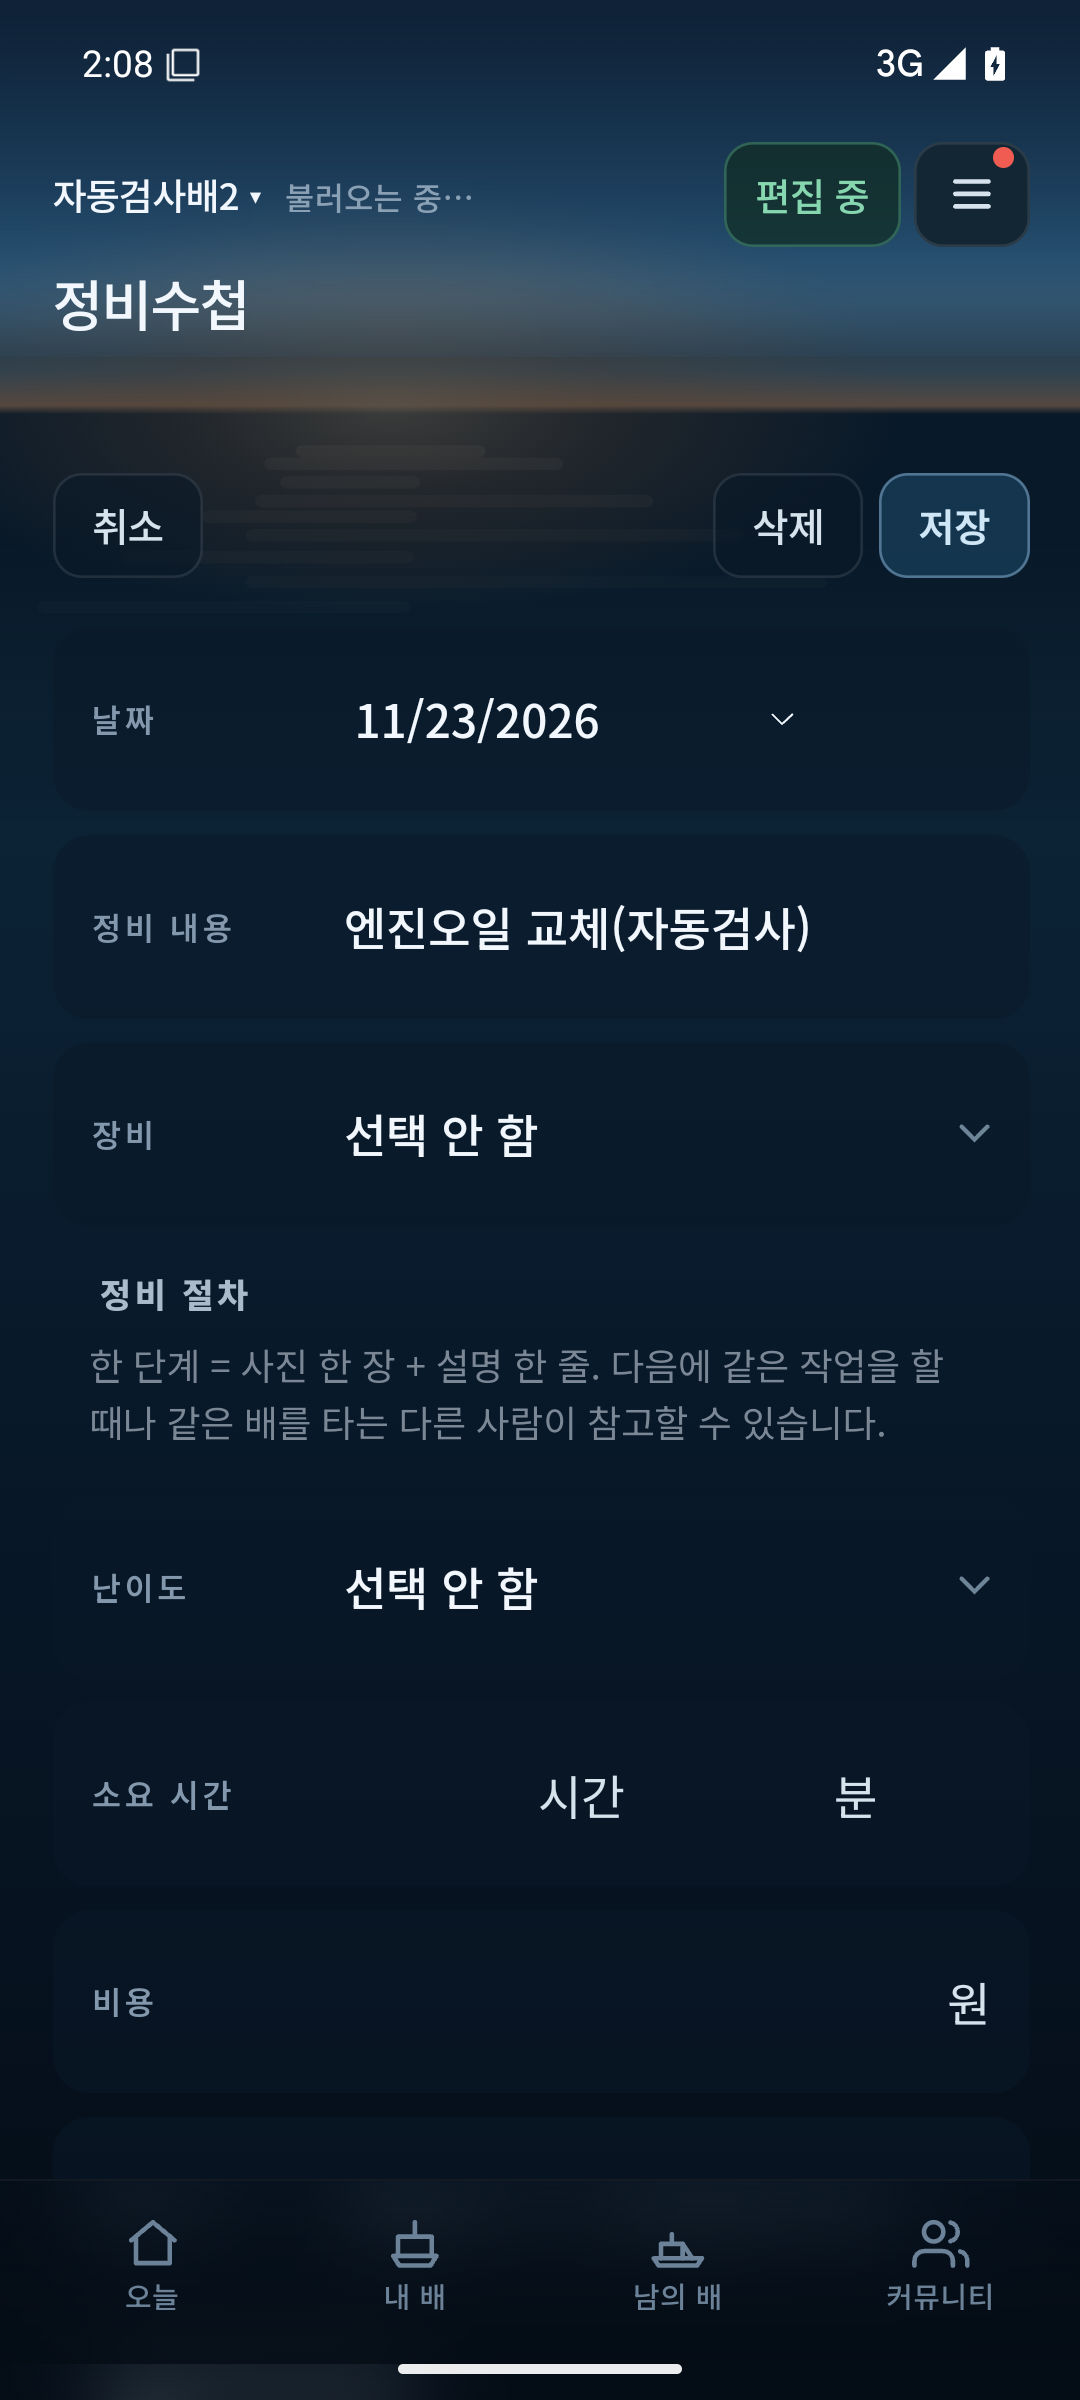 2:08 3G
자동검사배2 ▾ 불러오는 중… 편집 중
정비수첩
취소 삭제 저장
날짜 11/23/2026
정비 내용 엔진오일 교체(자동검사)
장비 선택 안 함
정비 절차
한 단계 = 사진 한 장 + 설명 한 줄. 다음에 같은 작업을 할
때나 같은 배를 타는 다른 사람이 참고할 수 있습니다.
난이도 선택 안 함
소요 시간 시간 분
비용 원
오늘 내 배 남의 배 커뮤니티